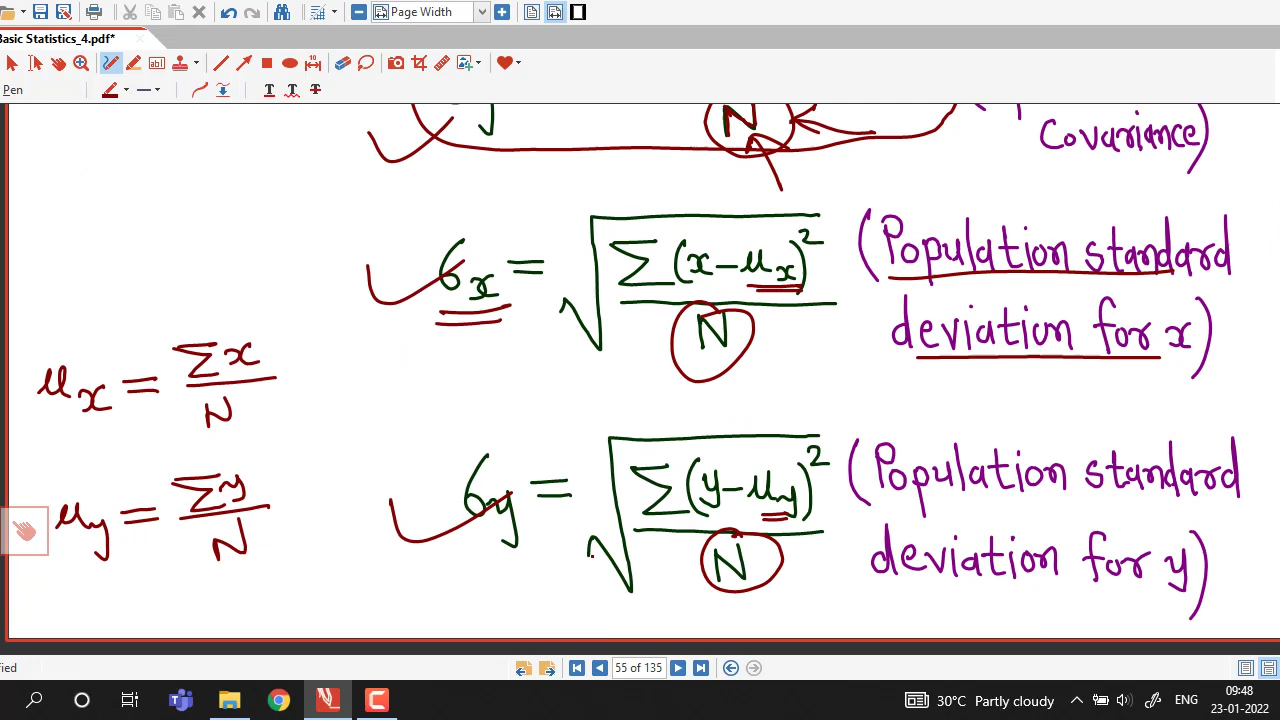 Page Width
Basic Statistics_4.pdf*
Pen
N
Covariance)
σx = √(Σ(x−μx)² / N) (Population standard deviation for x)
μx = Σx / N
σy = √(Σ(y−μy)² / N) (Population standard deviation for y)
μy = Σy / N
55 of 135
30°C Partly cloudy
ENG
09:48
23-01-2022